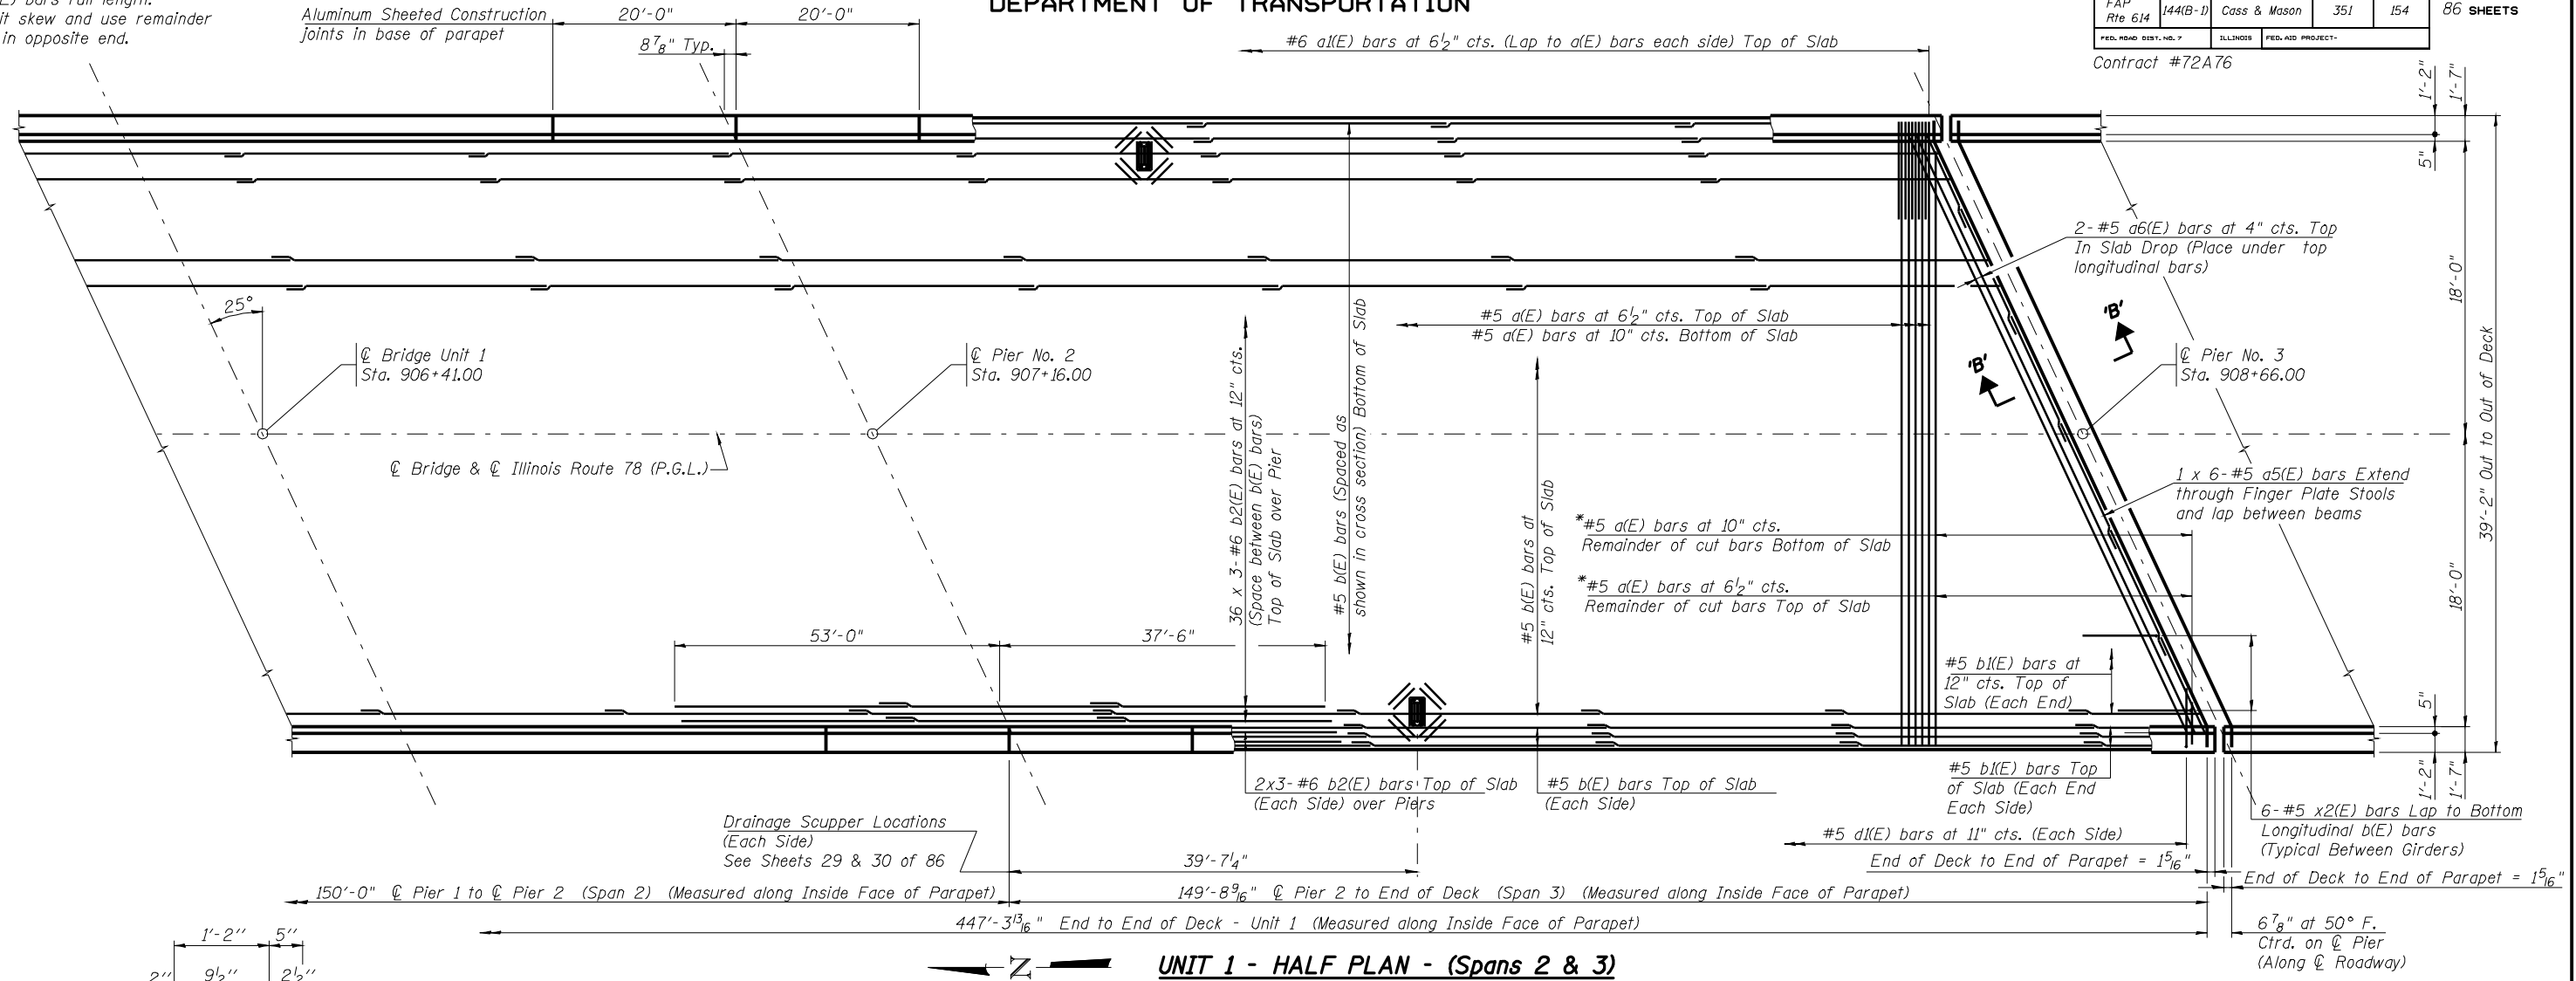 E) bars full length.
it skew and use remainder
in opposite end.
Aluminum Sheeted Construction
joints in base of parapet
20'-0"
20'-0"
8 7/8" Typ.
DEPARTMENT OF TRANSPORTATION
#6 a1(E) bars at 6 1/2" cts. (Lap to a(E) bars each side) Top of Slab
FAP
Rte 614
144(B-1)
Cass & Mason
351
154
86 SHEETS
FED. ROAD DIST. NO. 7
ILLINOIS
FED. AID PROJECT-
Contract #72A76
1'-2"
1'-7"
5"
2-#5 a6(E) bars at 4" cts. Top
In Slab Drop (Place under top
longitudinal bars)
18'-0"
39'-2" Out to Out of Deck
25°
℄ Bridge Unit 1
Sta. 906+41.00
℄ Pier No. 2
Sta. 907+16.00
#5 a(E) bars at 6 1/2" cts. Top of Slab
#5 a(E) bars at 10" cts. Bottom of Slab
'B'
'B'
℄ Pier No. 3
Sta. 908+66.00
℄ Bridge & ℄ Illinois Route 78 (P.G.L.)
36 x 3-#6 b2(E) bars at 12" cts.
(Space between b(E) bars)
Top of Slab over Pier
#5 b(E) bars (Spaced as
shown in cross section) Bottom of Slab
#5 b(E) bars at
12" cts. Top of Slab
1 x 6-#5 a5(E) bars Extend
through Finger Plate Stools
and lap between beams
*#5 a(E) bars at 10" cts.
Remainder of cut bars Bottom of Slab
*#5 a(E) bars at 6 1/2" cts.
Remainder of cut bars Top of Slab
18'-0"
53'-0"
37'-6"
#5 b1(E) bars at
12" cts. Top of
Slab (Each End)
5"
1'-2"
1'-7"
2x3-#6 b2(E) bars Top of Slab
(Each Side) over Piers
#5 b(E) bars Top of Slab
(Each Side)
#5 b1(E) bars Top
of Slab (Each End
Each Side)
6-#5 x2(E) bars Lap to Bottom
Longitudinal b(E) bars
(Typical Between Girders)
Drainage Scupper Locations
(Each Side)
See Sheets 29 & 30 of 86
#5 d1(E) bars at 11" cts. (Each Side)
39'-7 1/4"
End of Deck to End of Parapet = 1 5/16"
End of Deck to End of Parapet = 1 5/16"
150'-0" ℄ Pier 1 to ℄ Pier 2 (Span 2) (Measured along Inside Face of Parapet)
149'-8 9/16" ℄ Pier 2 to End of Deck (Span 3) (Measured along Inside Face of Parapet)
447'-3 13/16" End to End of Deck - Unit 1 (Measured along Inside Face of Parapet)
6 7/8" at 50° F.
Ctrd. on ℄ Pier
(Along ℄ Roadway)
1'-2"
5"
2"
9 1/2"
2 1/2"
N
UNIT 1 - HALF PLAN - (Spans 2 & 3)